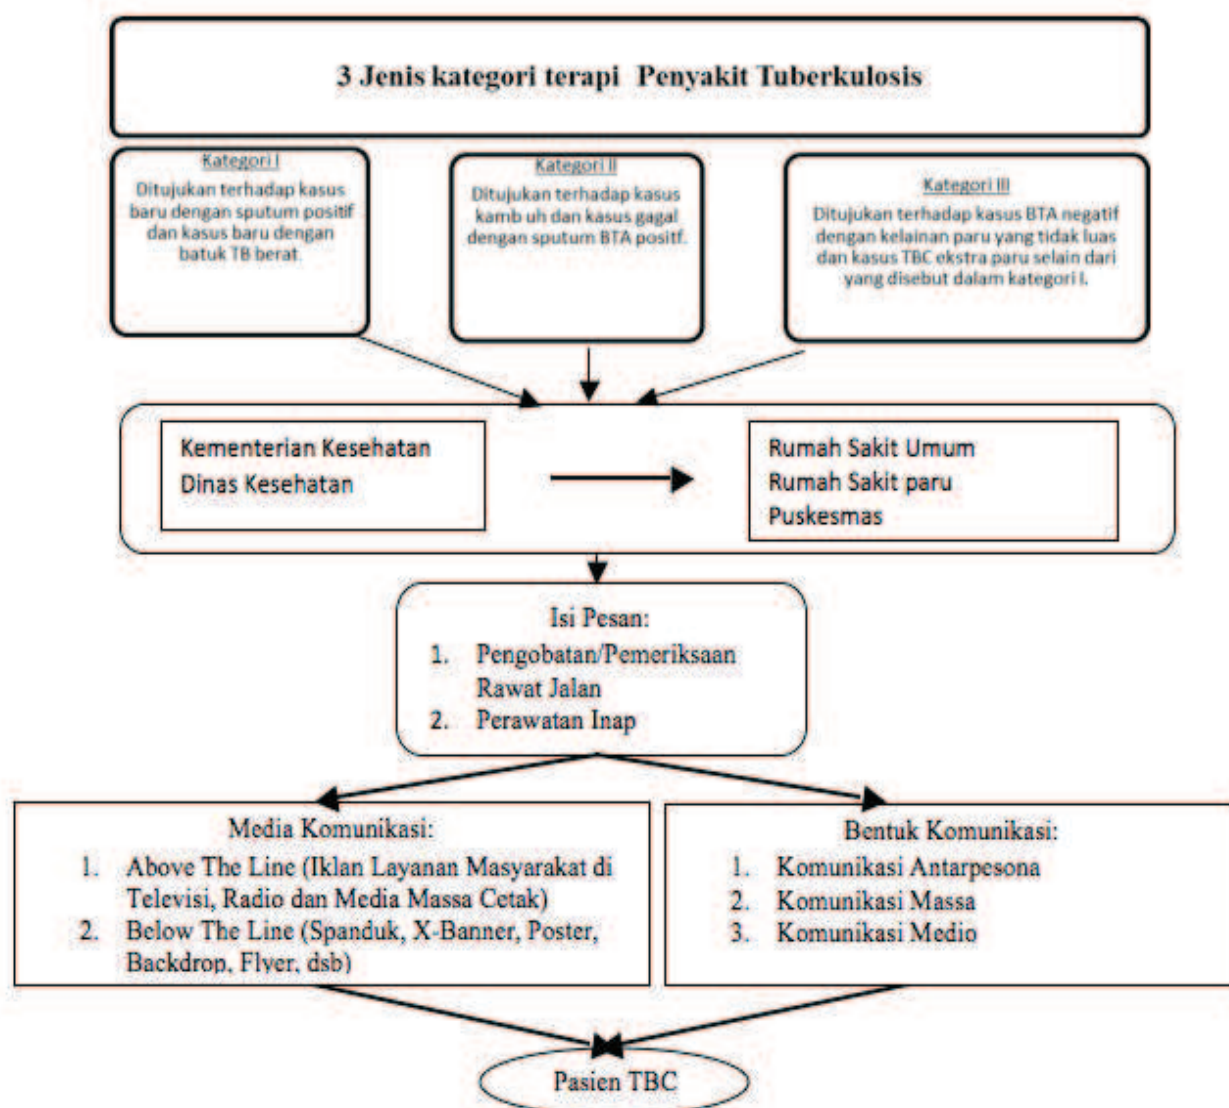 3 Jenis kategori terapi Penyakit Tuberkulosis
Kategori I
Ditujukan terhadap kasus
baru dengan sputum positif
dan kasus baru dengan
batuk TB berat.
Kategori II
Ditujukan terhadap kasus
kamb uh dan kasus gagal
dengan sputum BTA positf.
Kategori III
Ditujukan terhadap kasus BTA negatif
dengan kelainan paru yang tidak luas
dan kasus TBC ekstra paru selain dari
yang disebut dalam kategori I.
Kementerian Kesehatan
Dinas Kesehatan
Rumah Sakit Umum
Rumah Sakit paru
Puskesmas
Isi Pesan:
1. Pengobatan/Pemeriksaan
Rawat Jalan
2. Perawatan Inap
Media Komunikasi:
1. Above The Line (Iklan Layanan Masyarakat di
Televisi, Radio dan Media Massa Cetak)
2. Below The Line (Spanduk, X-Banner, Poster,
Backdrop, Flyer, dsb)
Bentuk Komunikasi:
1. Komunikasi Antarpesona
2. Komunikasi Massa
3. Komunikasi Medio
Pasien TBC